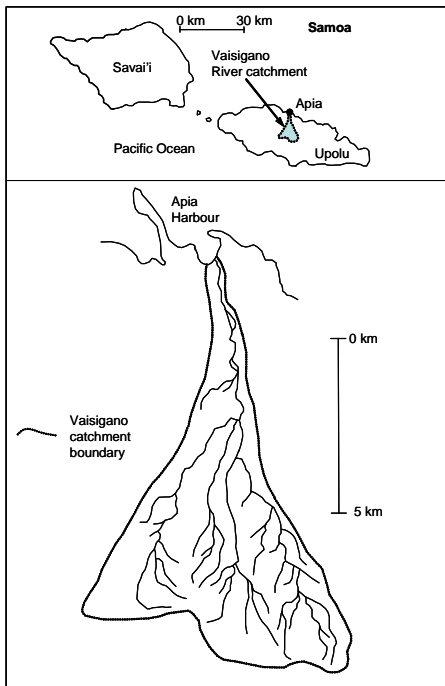 0 km 30 km
Samoa
Savai'i
Vaisigano
River catchment
Apia
Pacific Ocean
Upolu
Apia
Harbour
0 km
Vaisigano
catchment
boundary
5 km